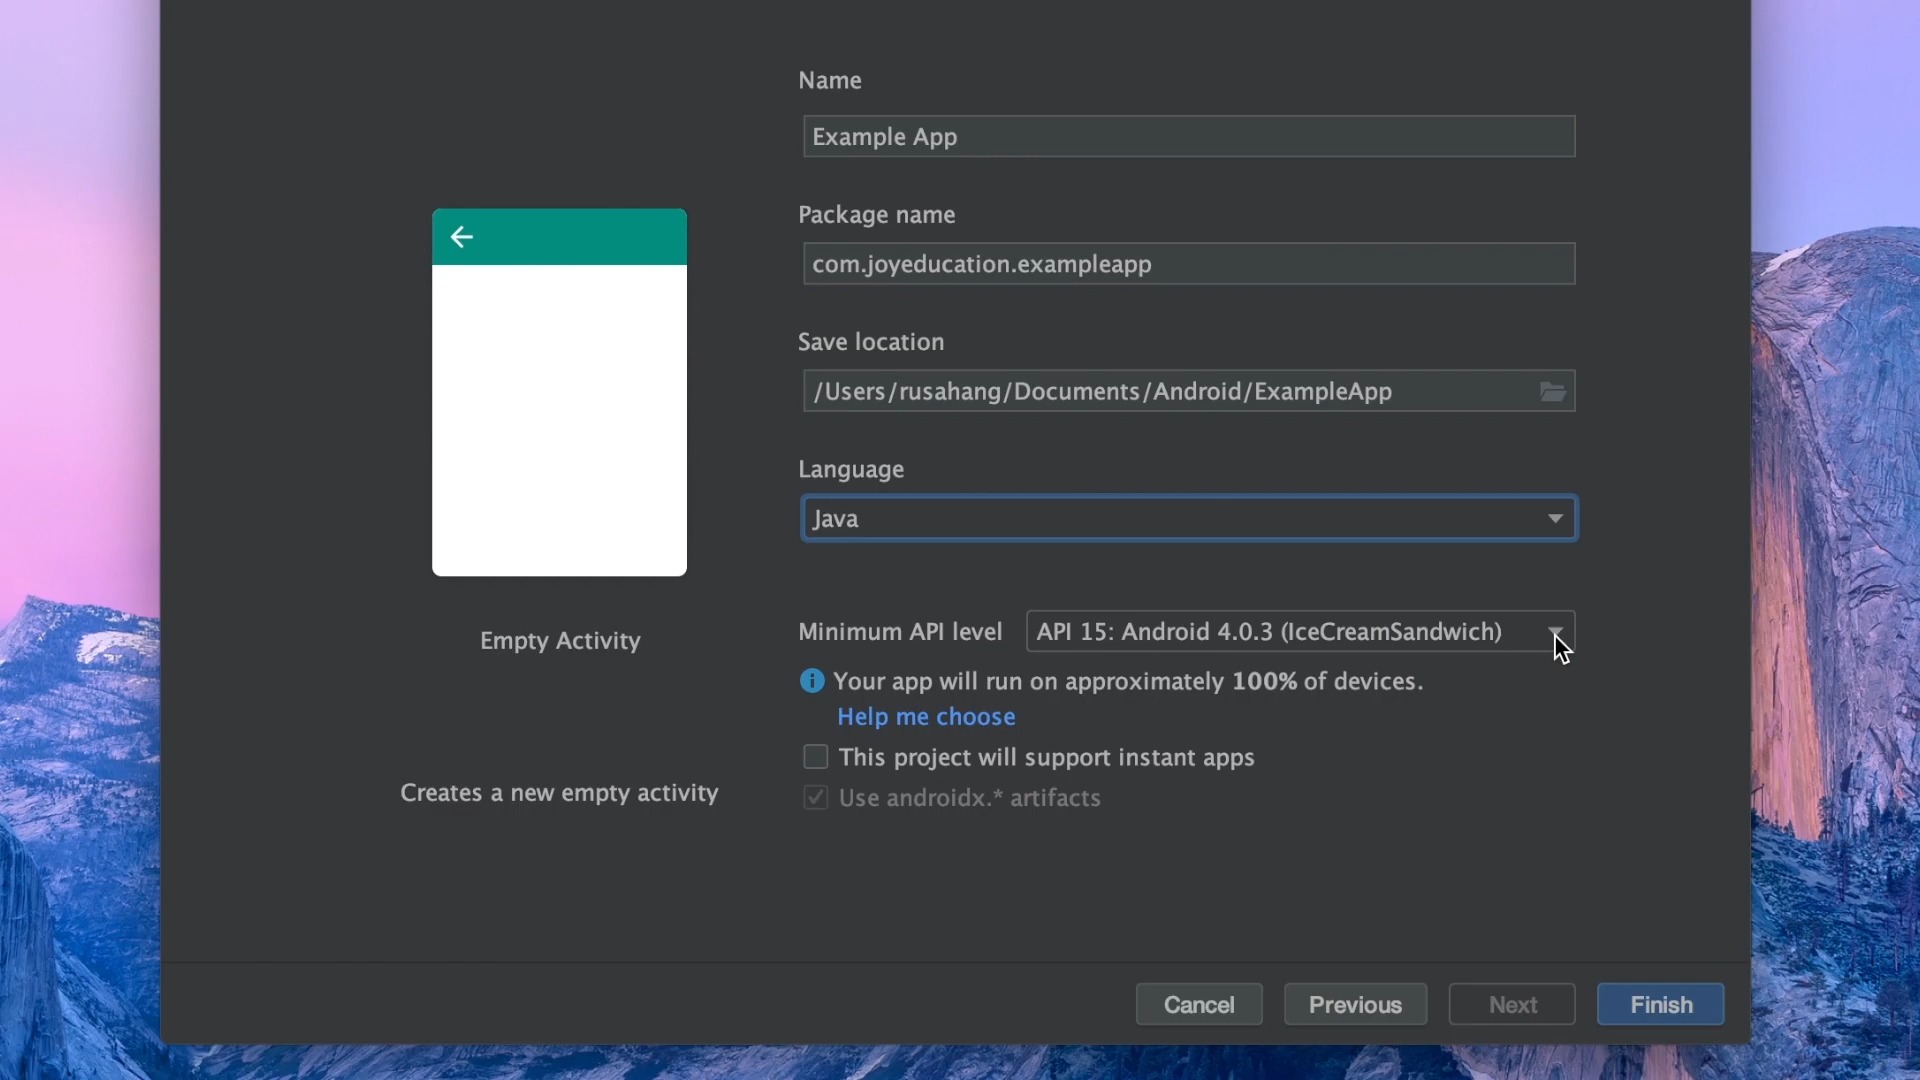 Name
Example App
Package name
com.joyeducation.exampleapp
Save location
/Users/rusahang/Documents/Android/ExampleApp
Language
Java
Minimum API level API 15: Android 4.0.3 (IceCreamSandwich)
Your app will run on approximately 100% of devices.
Help me choose
This project will support instant apps
Use androidx.* artifacts
Empty Activity
Creates a new empty activity
Cancel Previous Next Finish